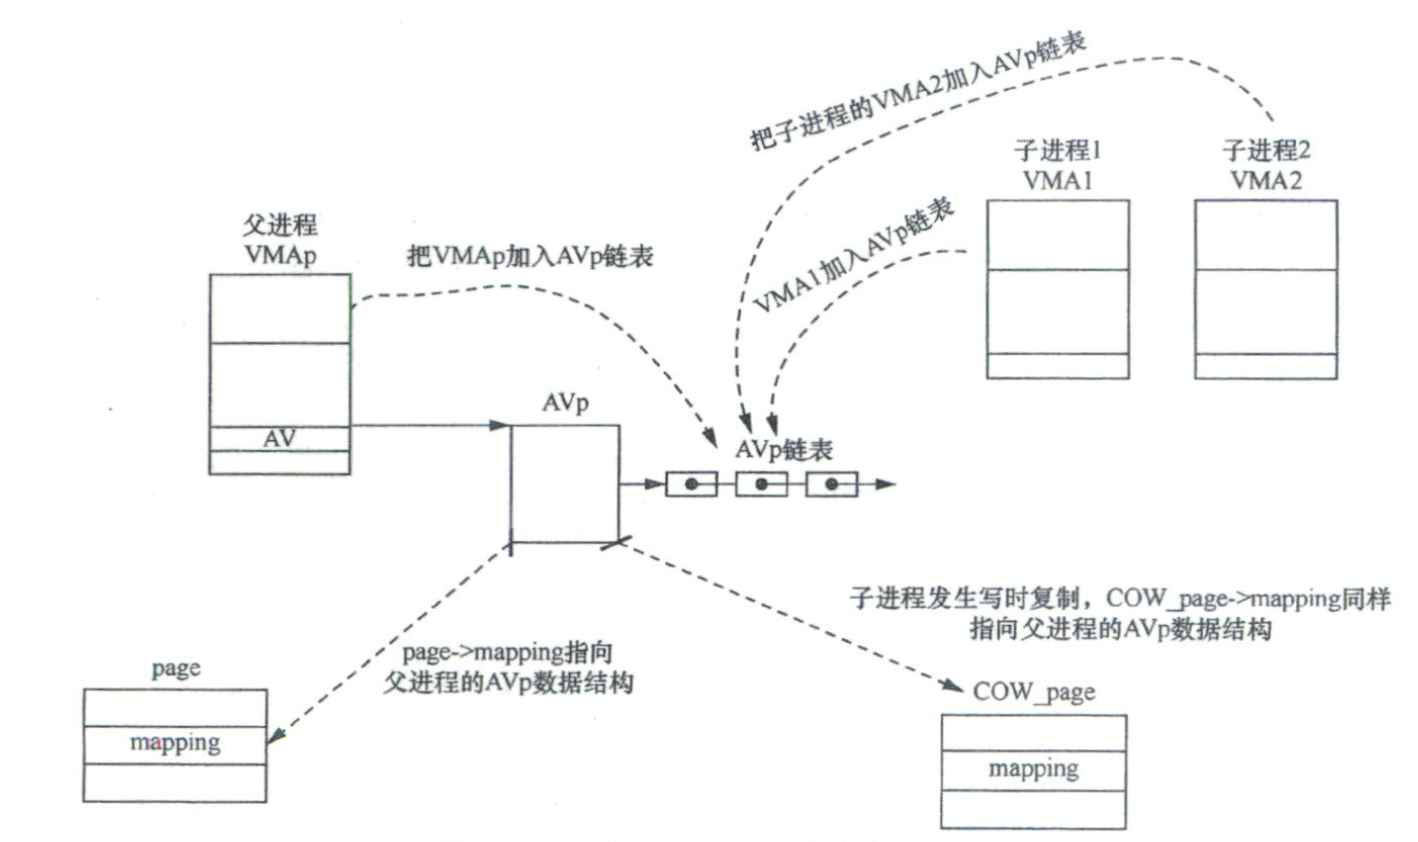 把子进程的VMA2加入AVp链表
子进程1
VMA1
子进程2
VMA2
VMA1加入AVp链表
父进程
VMAp
把VMAp加入AVp链表
AV
AVp
AVp链表
子进程发生写时复制，COW_page->mapping同样
指向父进程的AVp数据结构
page->mapping指向
父进程的AVp数据结构
page
mapping
COW_page
mapping